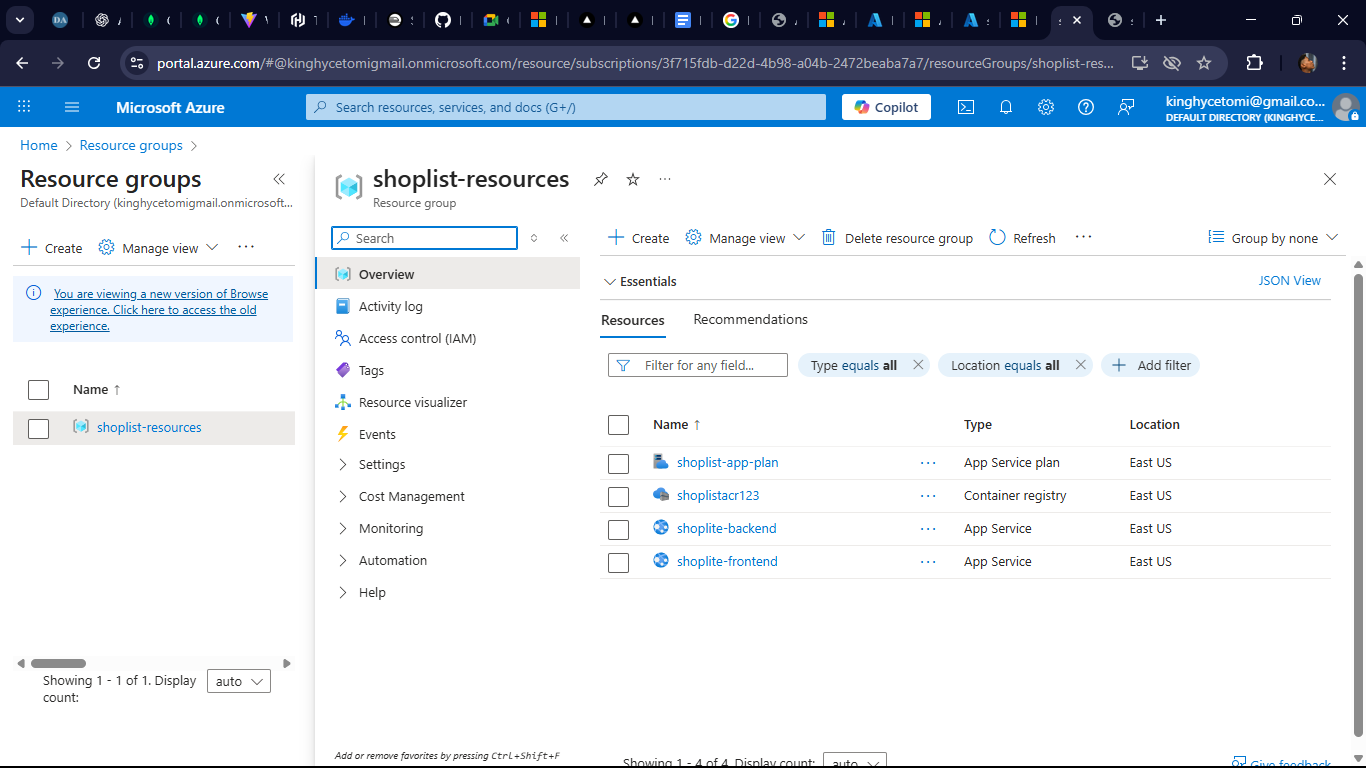 portal.azure.com/#@kinghycetomigmail.onmicrosoft.com/resource/subscriptions/3f715fdb-d22d-4b98-a04b-2472beaba7a7/resourceGroups/shoplist-res...
Microsoft Azure
Search resources, services, and docs (G+/)
Copilot
kinghycetomi@gmail.co...
DEFAULT DIRECTORY (KINGHYCE...
Home > Resource groups >
Resource groups
Default Directory (kinghycetomigmail.onmicrosoft...
Create
Manage view
You are viewing a new version of Browse
experience. Click here to access the old
experience.
Name ↑
shoplist-resources
Showing 1 - 1 of 1. Display
count:
auto
shoplist-resources
Resource group
Search
Overview
Activity log
Access control (IAM)
Tags
Resource visualizer
Events
Settings
Cost Management
Monitoring
Automation
Help
Add or remove favorites by pressing Ctrl+Shift+F
Create
Manage view
Delete resource group
Refresh
Group by none
Essentials
JSON View
Resources
Recommendations
Filter for any field...
Type equals all
Location equals all
Add filter
Name ↑ Type Location
shoplist-app-plan ... App Service plan East US
shoplistacr123 ... Container registry East US
shoplite-backend ... App Service East US
shoplite-frontend ... App Service East US
Showing 1 - 4 of 4. Display count:
auto
Give feedback